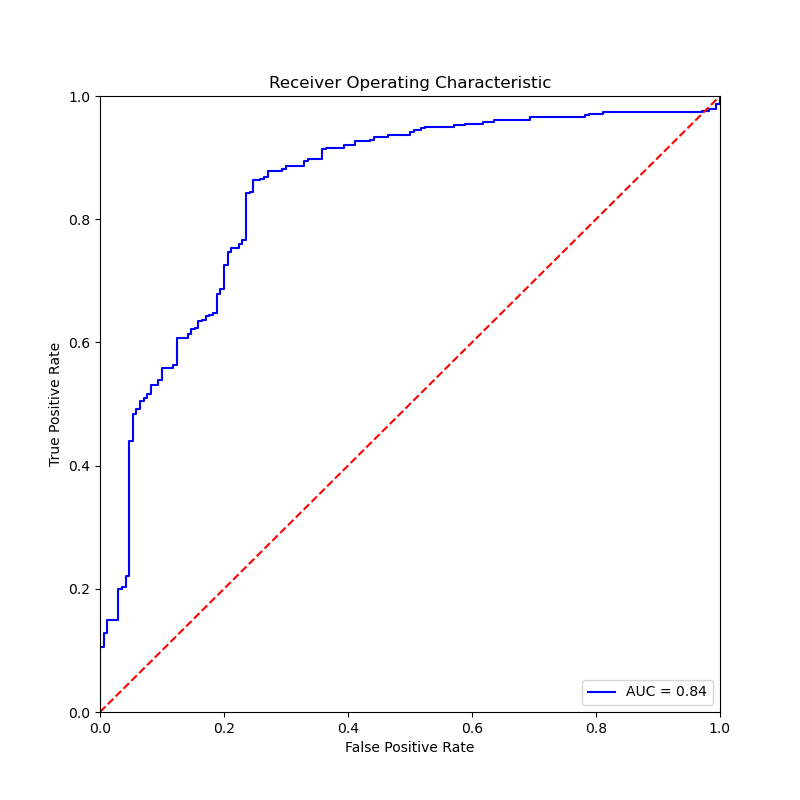 Receiver Operating Characteristic
1.0
0.8
0.6
0.4
0.2
0.0
True Positive Rate
AUC = 0.84
0.0 0.2 0.4 0.6 0.8 1.0
False Positive Rate